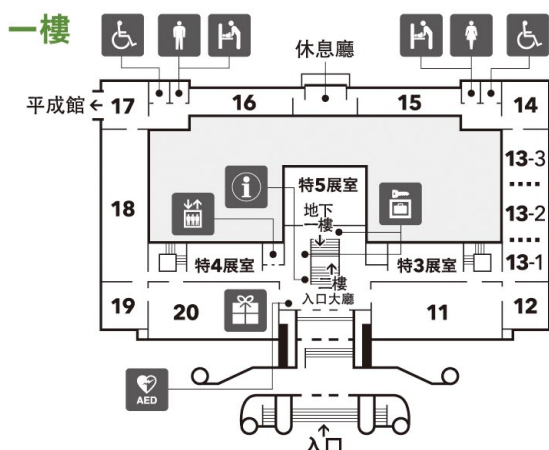 一樓
休息廳
平成館←
17
16
15
14
13-3
特5展室
18
地下
一樓
13-2
特4展室
二樓
特3展室
13-1
入口大廳
19
20
11
12
AED
入口